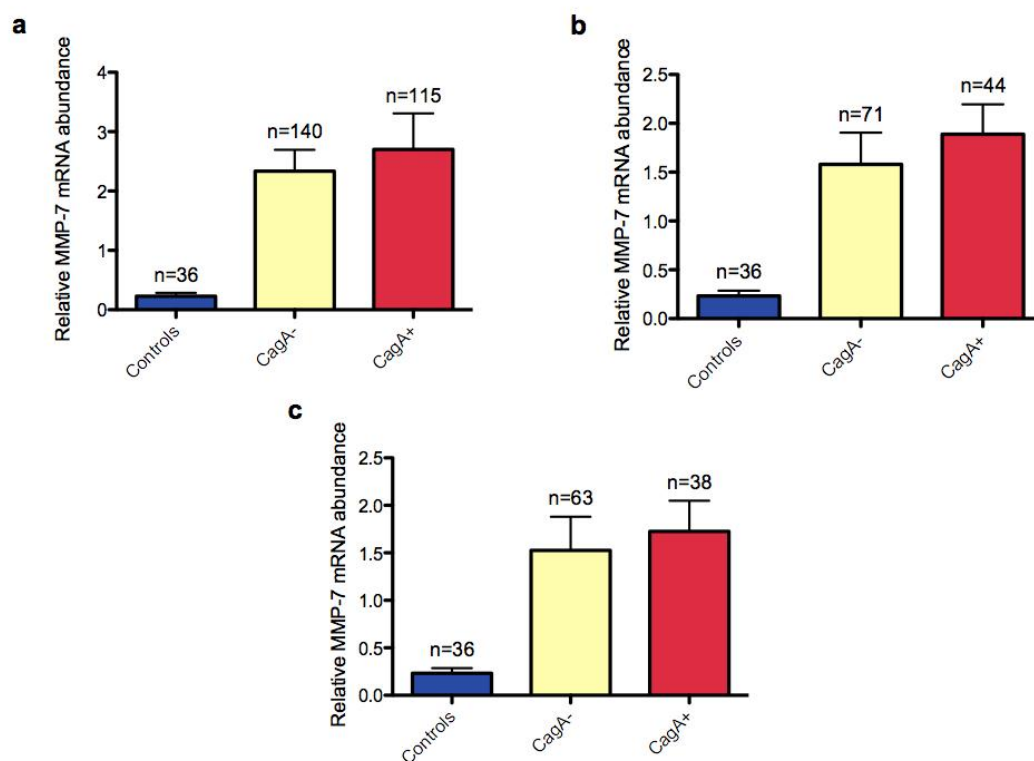 a
Relative MMP-7 mRNA abundance
4
3
2
1
0
n=36
n=140
n=115
Controls
CagA-
CagA+
b
Relative MMP-7 mRNA abundance
2.5
2.0
1.5
1.0
0.5
0.0
n=36
n=71
n=44
Controls
CagA-
CagA+
c
Relative MMP-7 mRNA abundance
2.5
2.0
1.5
1.0
0.5
0.0
n=36
n=63
n=38
Controls
CagA-
CagA+